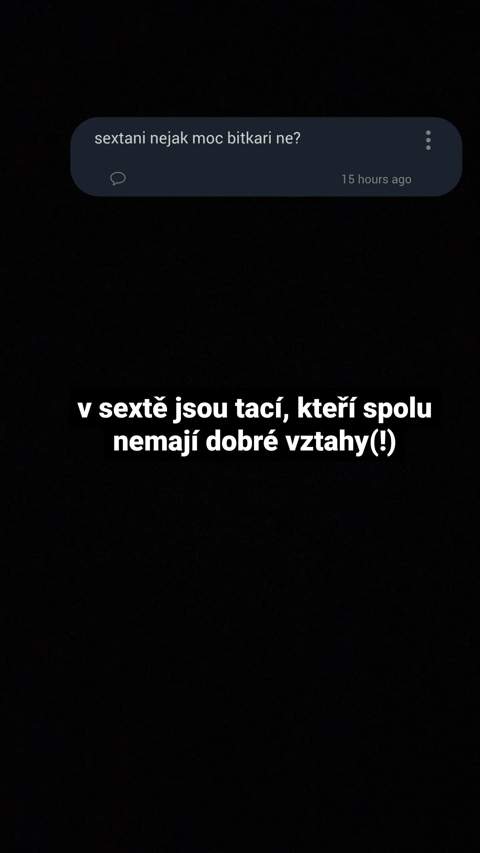 sextani nejak moc bitkari ne?
15 hours ago
v sextě jsou tací, kteří spolu
nemají dobré vztahy(!)